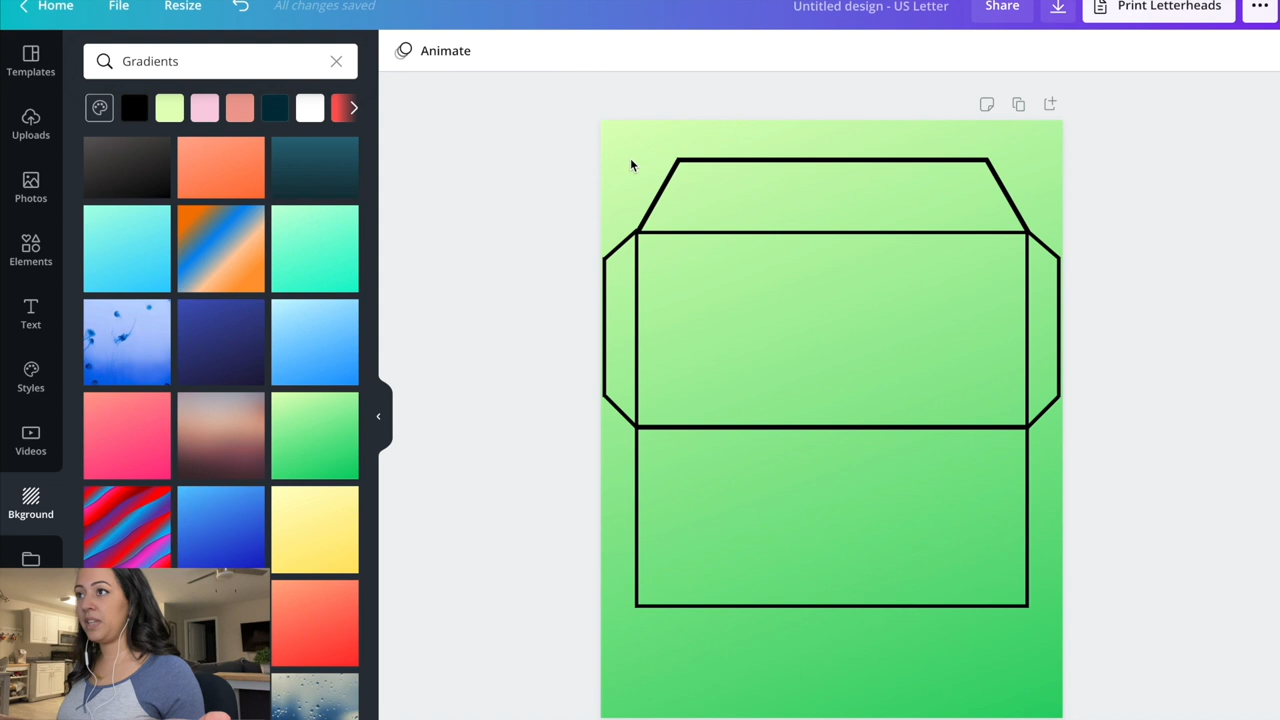 Home File Resize All changes saved Untitled design - US Letter Share Print Letterheads
Templates
Uploads
Photos
Elements
Text
Styles
Videos
Bkground
Gradients
Animate